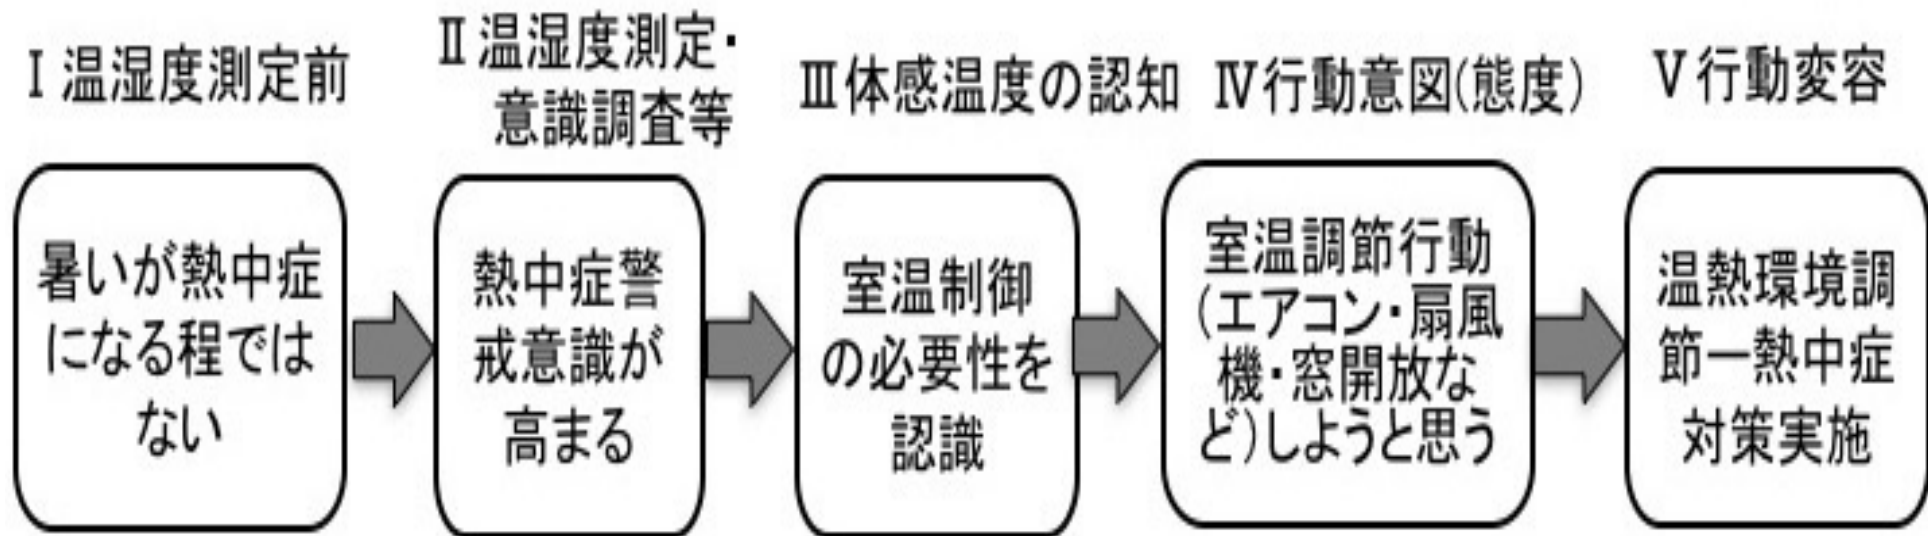 Ⅰ温湿度測定前
Ⅱ温湿度測定・
意識調査等
Ⅲ体感温度の認知
Ⅳ行動意図(態度)
Ⅴ行動変容
暑いが熱中症
になる程では
ない
熱中症警
戒意識が
高まる
室温制御
の必要性を
認識
室温調節行動
(エアコン・扇風
機・窓開放な
ど)しようと思う
温熱環境調
節―熱中症
対策実施